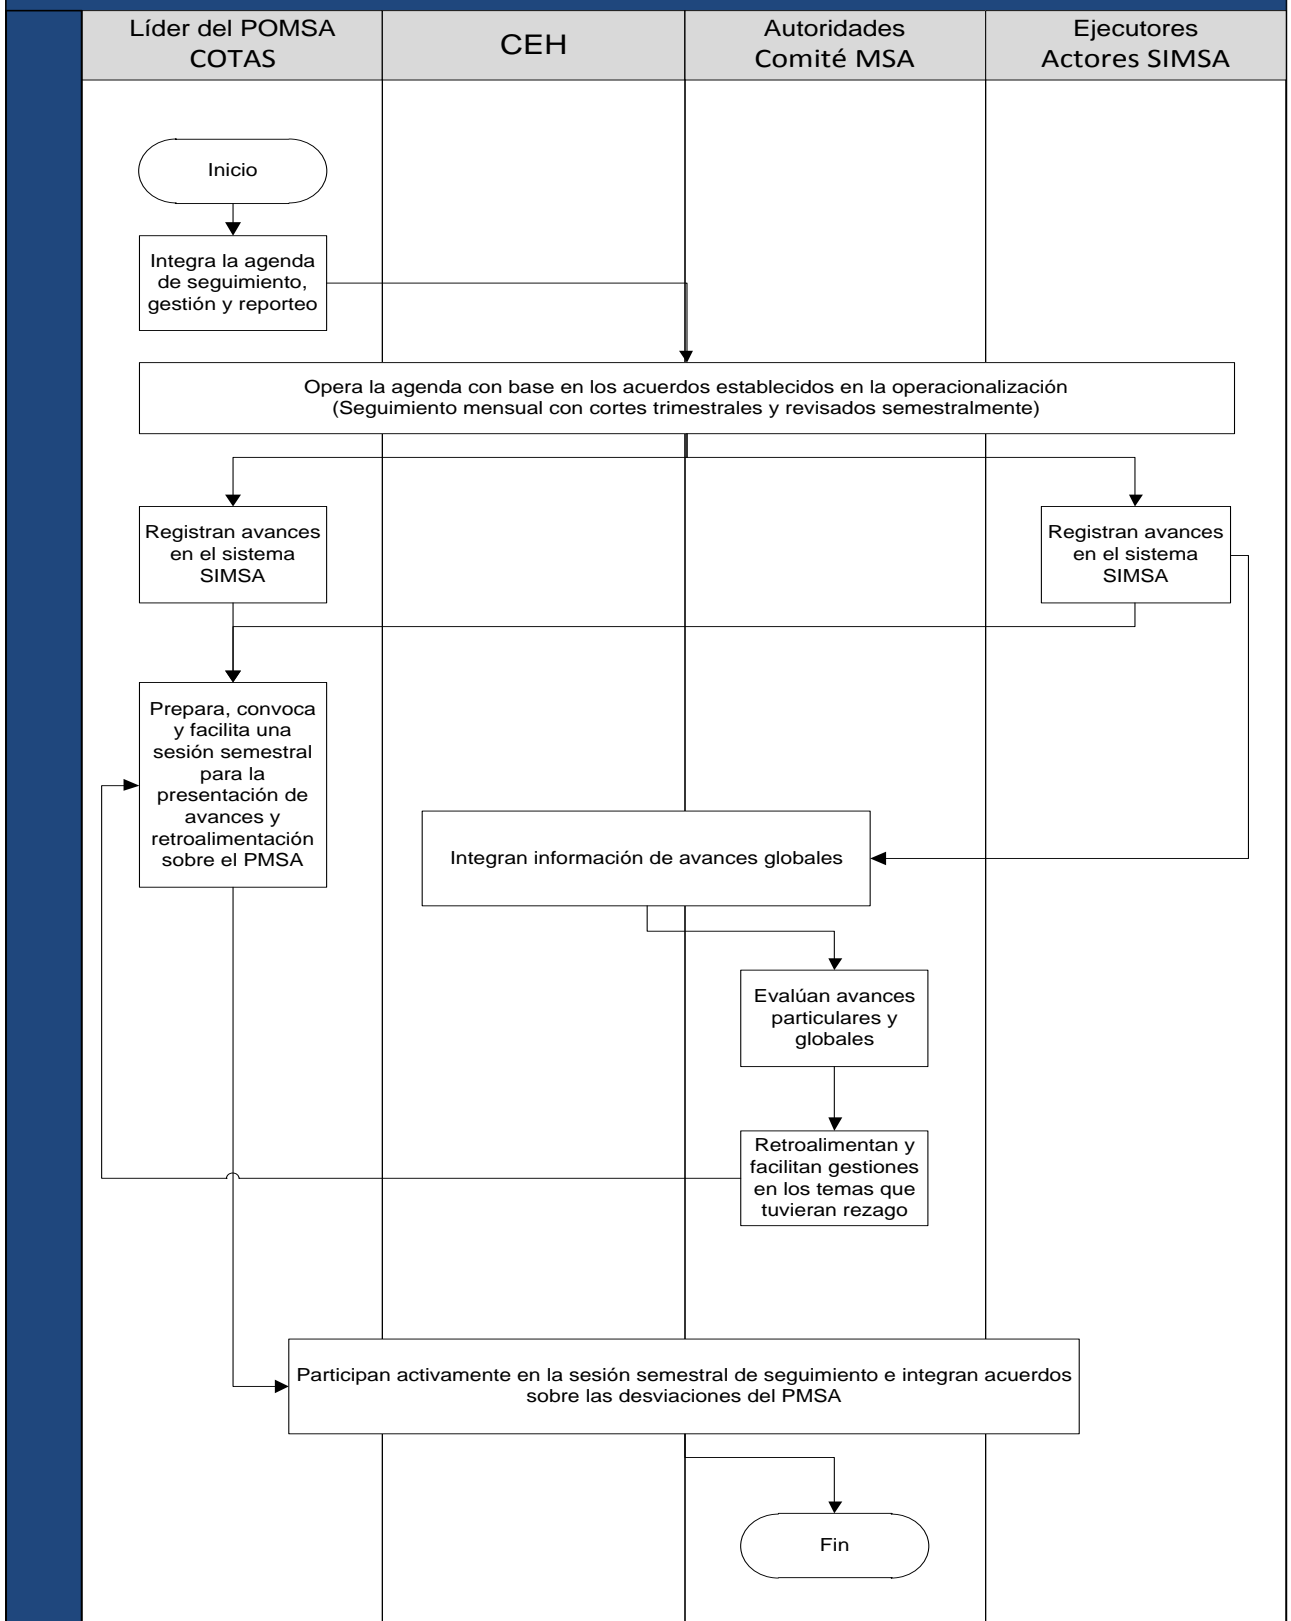 Líder del POMSA
COTAS
CEH
Autoridades
Comité MSA
Ejecutores
Actores SIMSA
Inicio
Integra la agenda
de seguimiento,
gestión y reporteo
Opera la agenda con base en los acuerdos establecidos en la operacionalización
(Seguimiento mensual con cortes trimestrales y revisados semestralmente)
Registran avances
en el sistema
SIMSA
Registran avances
en el sistema
SIMSA
Prepara, convoca
y facilita una
sesión semestral
para la
presentación de
avances y
retroalimentación
sobre el PMSA
Integran información de avances globales
Evalúan avances
particulares y
globales
Retroalimentan y
facilitan gestiones
en los temas que
tuvieran rezago
Participan activamente en la sesión semestral de seguimiento e integran acuerdos
sobre las desviaciones del PMSA
Fin